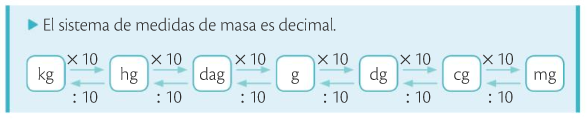 ▶ El sistema de medidas de masa es decimal.
× 10 × 10 × 10 × 10 × 10 × 10
kg hg dag g dg cg mg
: 10 : 10 : 10 : 10 : 10 : 10